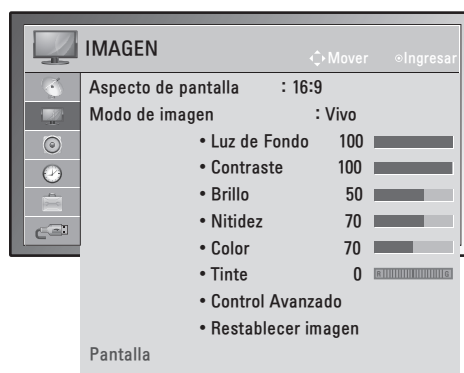 IMAGEN
Mover Ingresar
Aspecto de pantalla : 16:9
Modo de imagen : Vivo
• Luz de Fondo 100
• Contraste 100
• Brillo 50
• Nitidez 70
• Color 70
• Tinte 0
• Control Avanzado
• Restablecer imagen
Pantalla